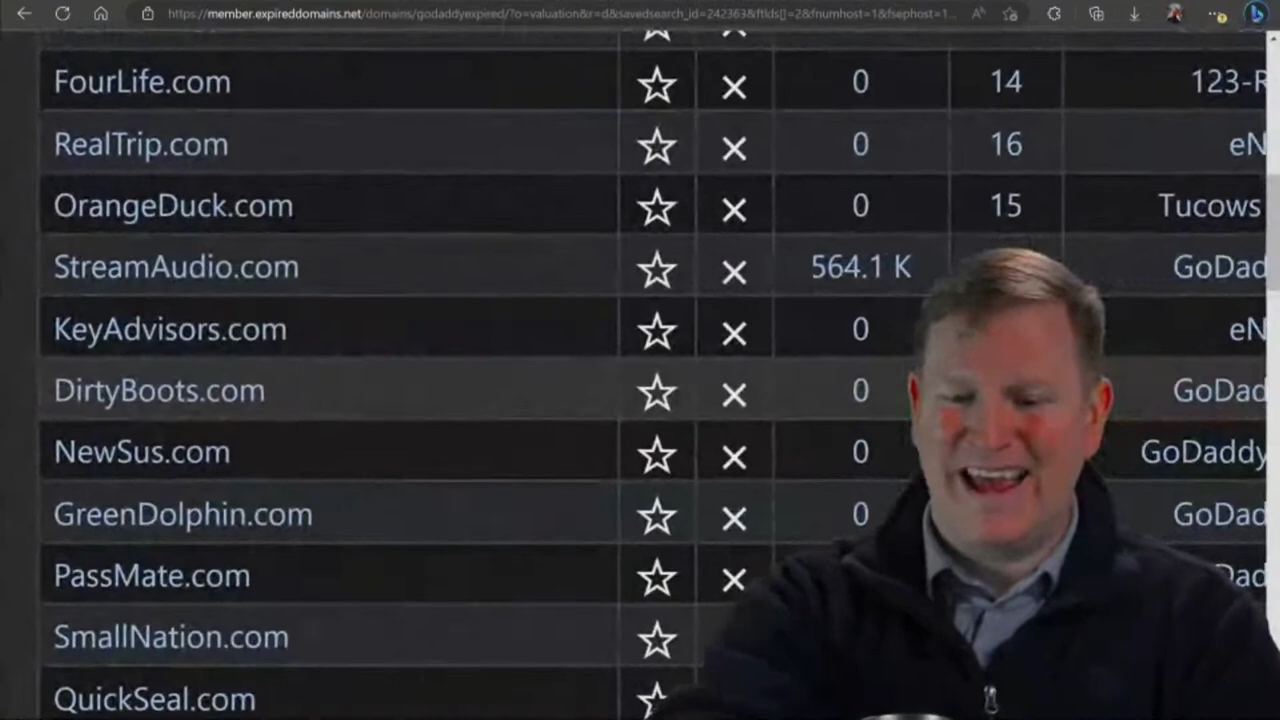 https://member.expireddomains.net/domains/godaddyexpired/?o=valuation&r=d&savedsearch_id=242363&ftlds[]=2&fnumhost=1&fsephost=1...
FourLife.com 0 14 123-R
RealTrip.com 0 16 eN
OrangeDuck.com 0 15 Tucows
StreamAudio.com 564.1 K GoDad
KeyAdvisors.com 0 eN
DirtyBoots.com 0 GoDad
NewSus.com 0 GoDaddy
GreenDolphin.com 0 GoDad
PassMate.com Dad
SmallNation.com
QuickSeal.com